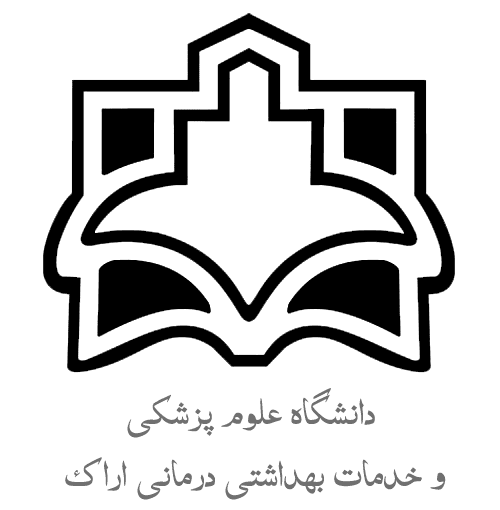 دانشگاه علوم پزشکی
و خدمات بهداشتی درمانی اراک